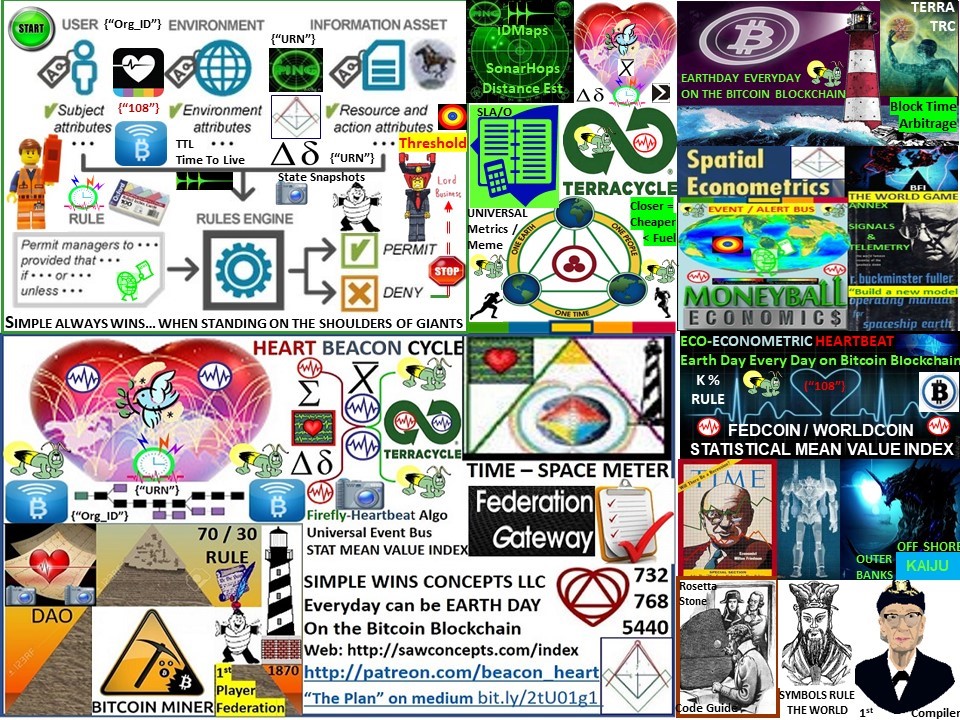 START
USER {"Org_ID"} ENVIRONMENT
INFORMATION ASSET
{"URN"}
Subject
attributes
{"108"}
Environment
attributes
Resource and
action attributes
TTL
Time To Live
{"URN"}
State Snapshots
Threshold
Lord
Business
RULE
RULES ENGINE
Permit managers to
provided that
if • • • or • • •
unless • • •
PERMIT
DENY
STOP
SIMPLE ALWAYS WINS... WHEN STANDING ON THE SHOULDERS OF GIANTS
IDMaps
SonarHops
Distance Est
SLA/O
TERRACYCLE
UNIVERSAL
Metrics /
Meme
Closer =
Cheaper
< Fuel
ONE EARTH
ONE PEOPLE
ONE TIME
TERRA
TRC
EARTHDAY EVERYDAY
ON THE BITCOIN BLOCKCHAIN
Block Time
Arbitrage
Spatial
Econometrics
BFI
THE WORLD GAME
EVENT / ALERT BUS
ANNEX
SIGNALS
&
TELEMETRY
r. buckminster fuller
"Build a new model
operating manual
for
spaceship earth
MONEYBALL
ECONOMICS
HEART BEACON CYCLE
Σ
Δ δ
TERRACYCLE
{"URN"}
{"Org_ID"}
Firefly-Heartbeat Algo
Universal Event Bus
STAT MEAN VALUE INDEX
TIME – SPACE METER
Federation
Gateway
ECO-ECONOMETRIC HEARTBEAT
Earth Day Every Day on Bitcoin Blockchain
K %
RULE
{"108"}
FEDCOIN / WORLDCOIN
STATISTICAL MEAN VALUE INDEX
TIME
OUTER
BANKS
OFF SHORE
KAIJU
70 / 30
RULE
DAO
BITCOIN MINER
1st
Player
Federation
1870
SIMPLE WINS CONCEPTS LLC
Everyday can be EARTH DAY
On the Bitcoin Blockchain
Web: http://sawconcepts.com/index
http://patreon.com/beacon_heart
"The Plan" on medium bit.ly/2tU01g1
732
768
5440
Rosetta
Stone
Code Guide
SYMBOLS RULE
THE WORLD
1st Compiler